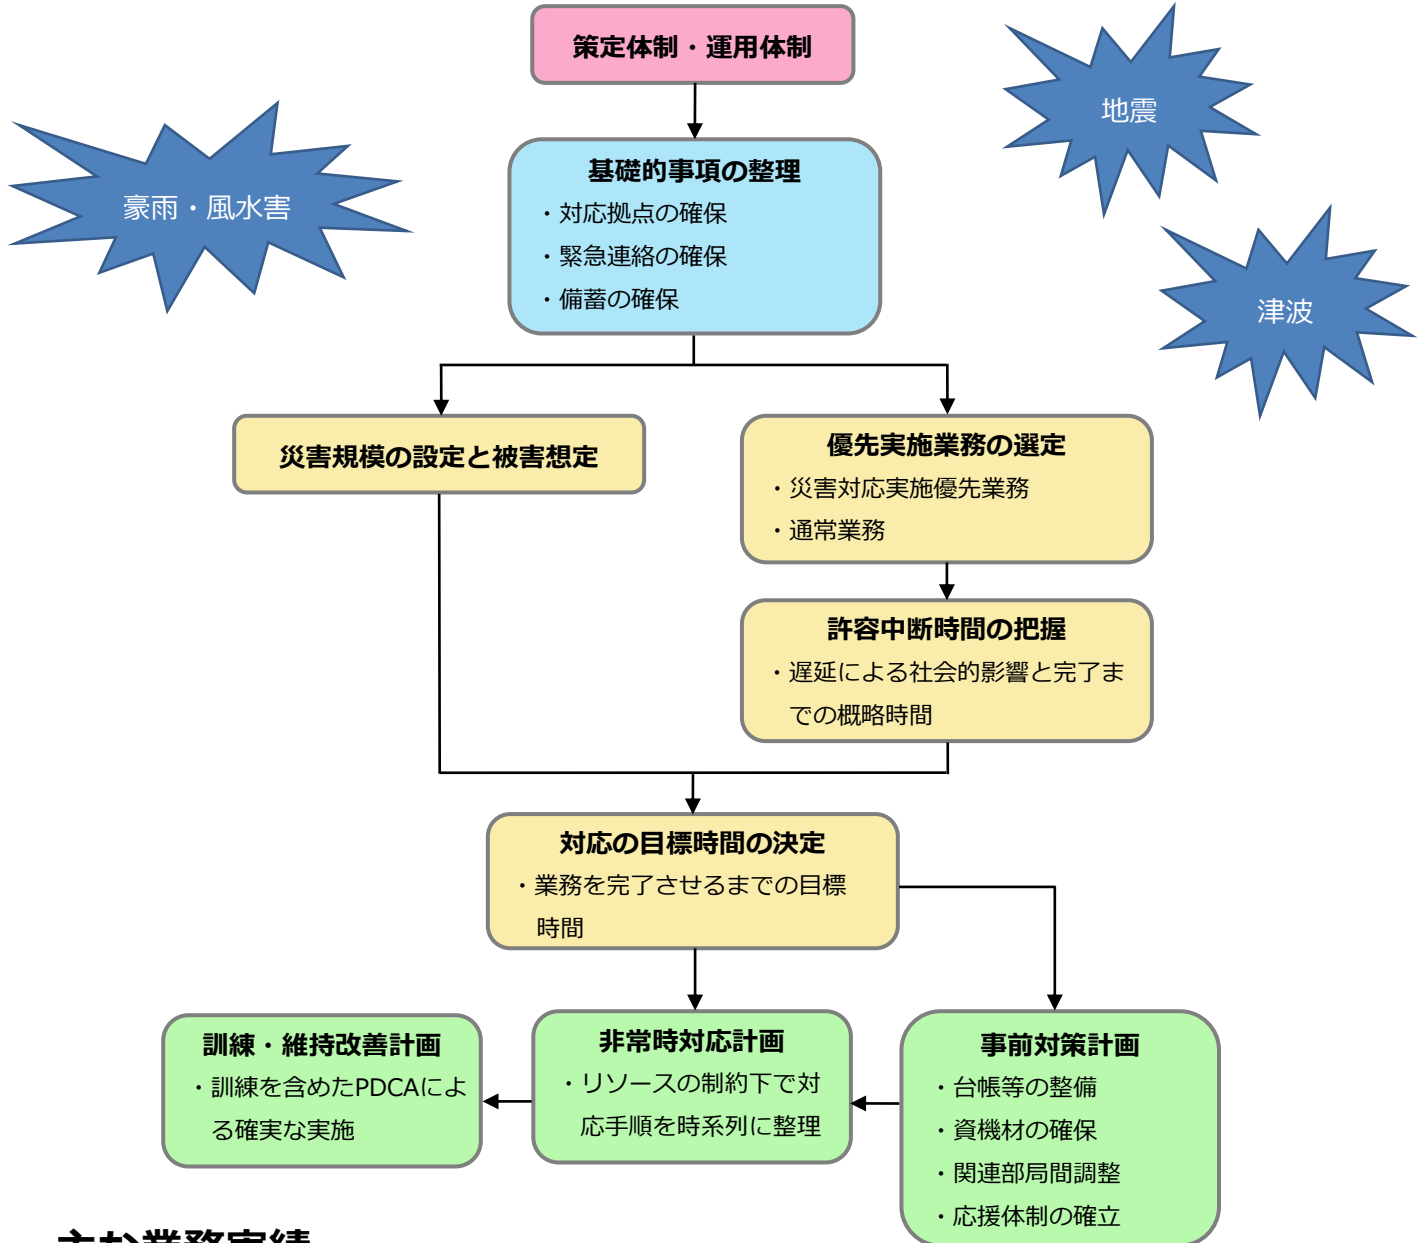 策定体制・運用体制
地震
豪雨・風水害
基礎的事項の整理
・対応拠点の確保
・緊急連絡の確保
・備蓄の確保
津波
災害規模の設定と被害想定
優先実施業務の選定
・災害対応実施優先業務
・通常業務
許容中断時間の把握
・遅延による社会的影響と完了ま
での概略時間
対応の目標時間の決定
・業務を完了させるまでの目標
時間
訓練・維持改善計画
・訓練を含めたPDCAによ
る確実な実施
非常時対応計画
・リソースの制約下で対
応手順を時系列に整理
事前対策計画
・台帳等の整備
・資機材の確保
・関連部局間調整
・応援体制の確立
主な業務実績